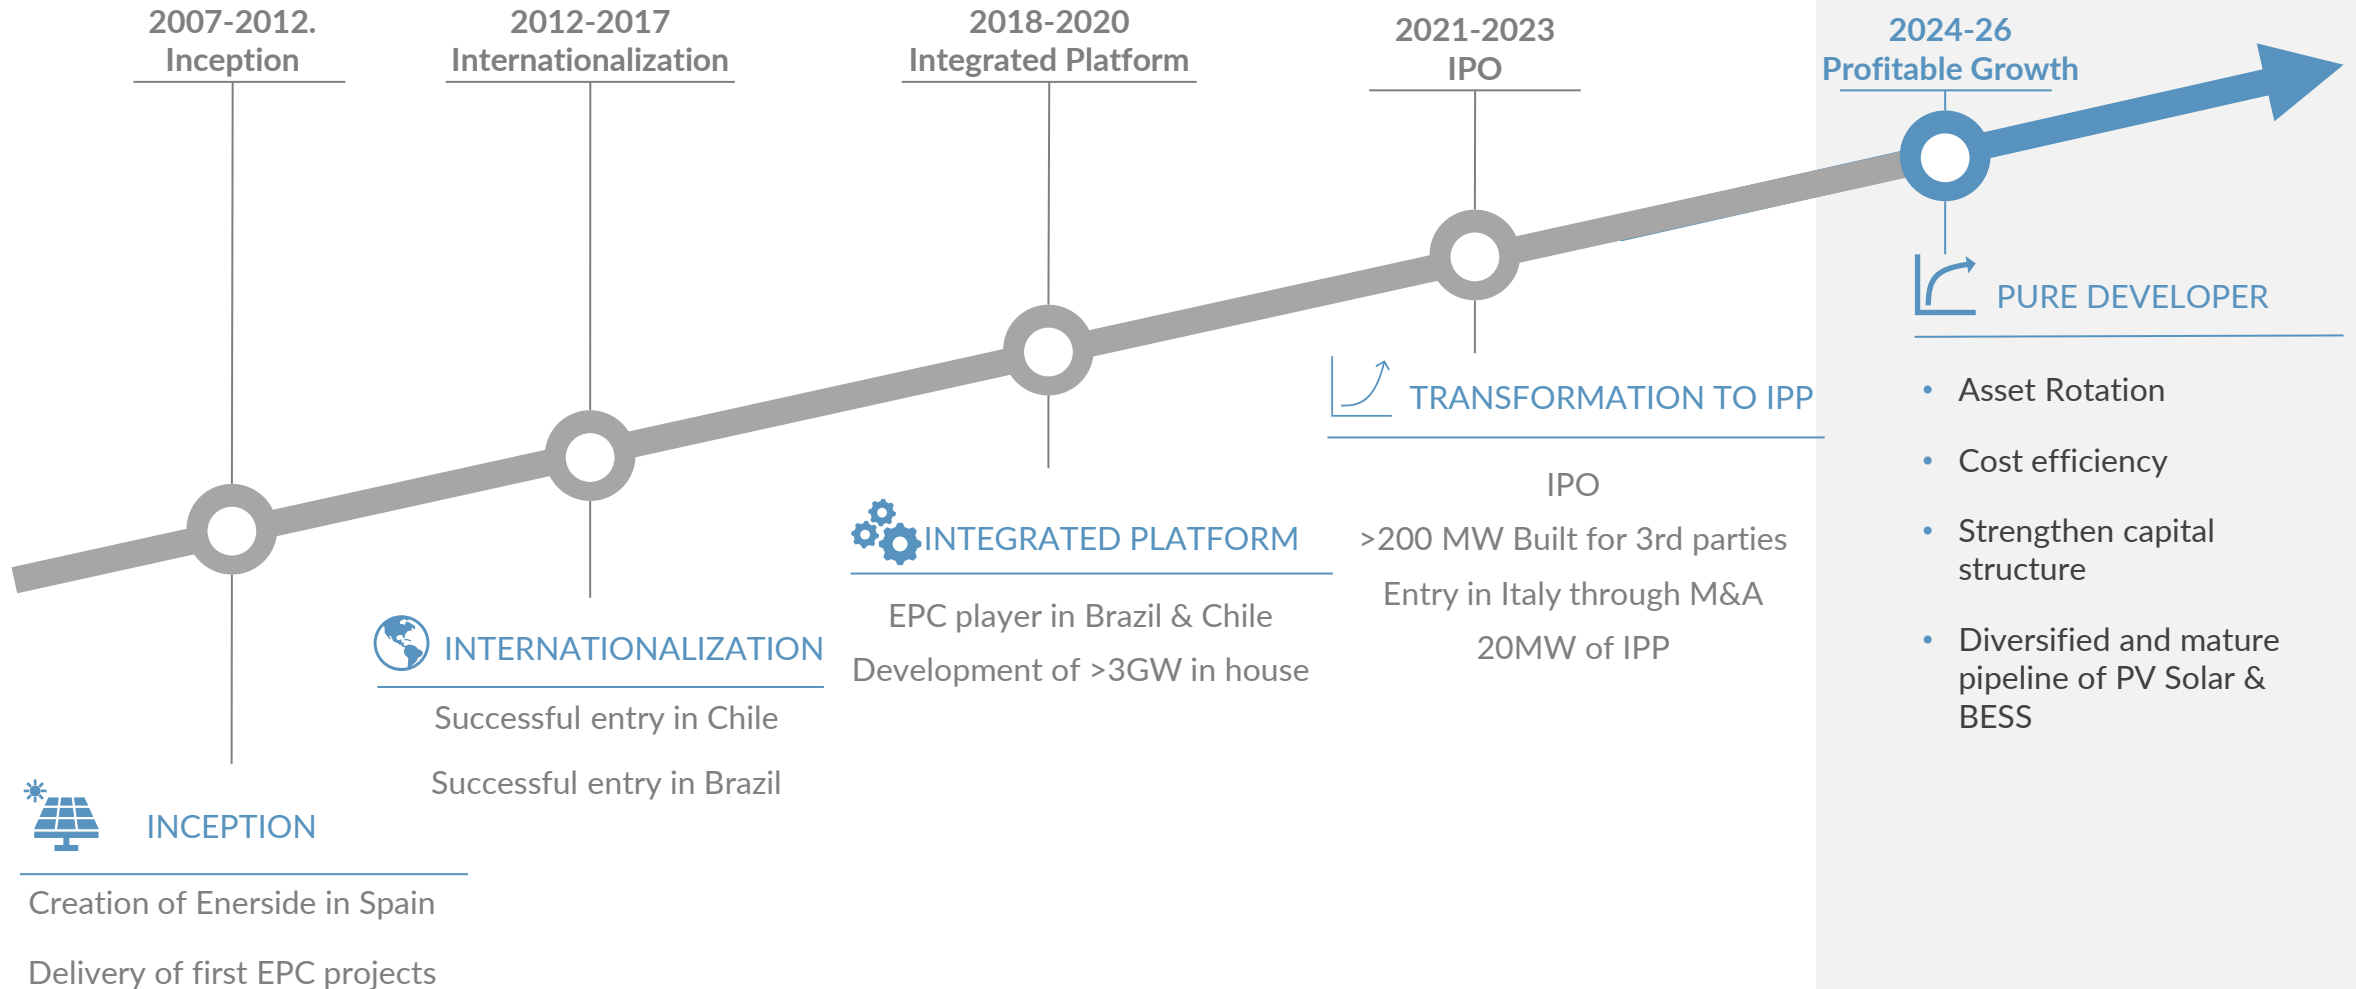 2007-2012.
Inception
2012-2017
Internationalization
2018-2020
Integrated Platform
2021-2023
IPO
2024-26
Profitable Growth
INCEPTION
Creation of Enerside in Spain
Delivery of first EPC projects
INTERNATIONALIZATION
Successful entry in Chile
Successful entry in Brazil
INTEGRATED PLATFORM
EPC player in Brazil & Chile
Development of >3GW in house
TRANSFORMATION TO IPP
IPO
>200 MW Built for 3rd parties
Entry in Italy through M&A
20MW of IPP
PURE DEVELOPER
• Asset Rotation
• Cost efficiency
• Strengthen capital
structure
• Diversified and mature
pipeline of PV Solar &
BESS